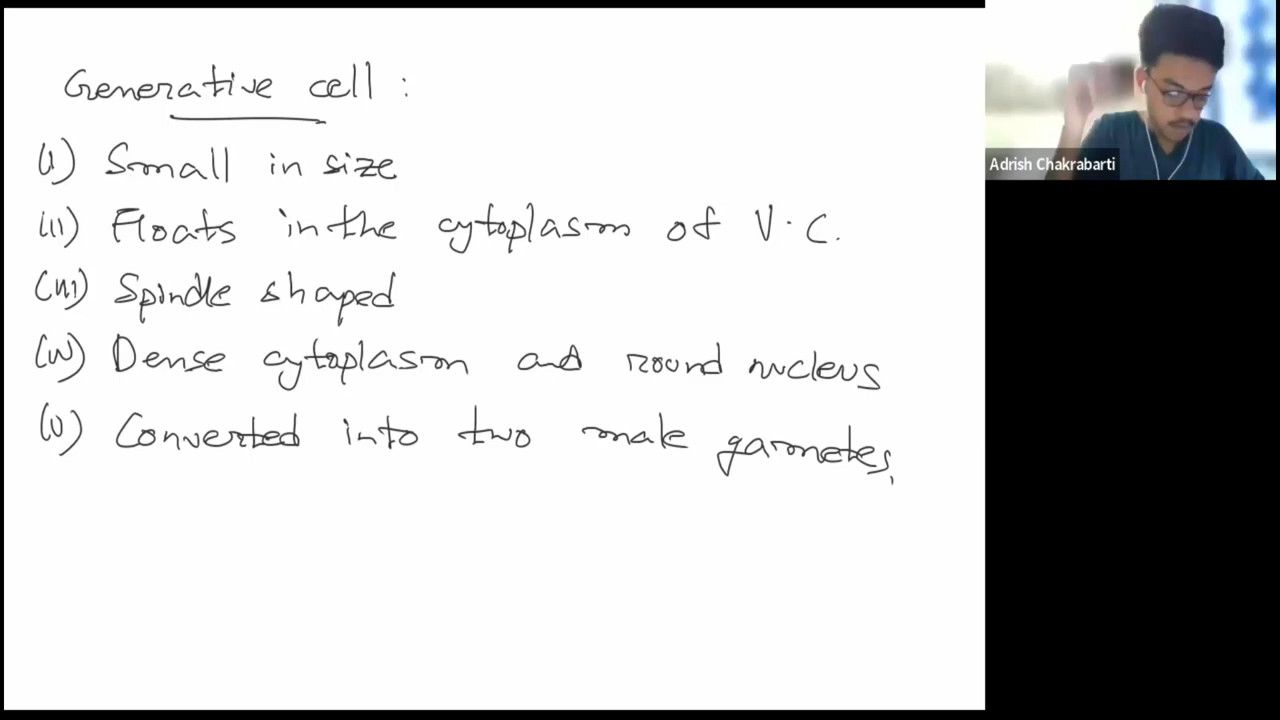 Generative cell :
(I) Small in size
(II) Floats in the cytoplasm of V.C.
(III) Spindle shaped
(IV) Dense cytoplasm and round nucleus
(V) Converted into two male gametes,
Adrish Chakrabarti